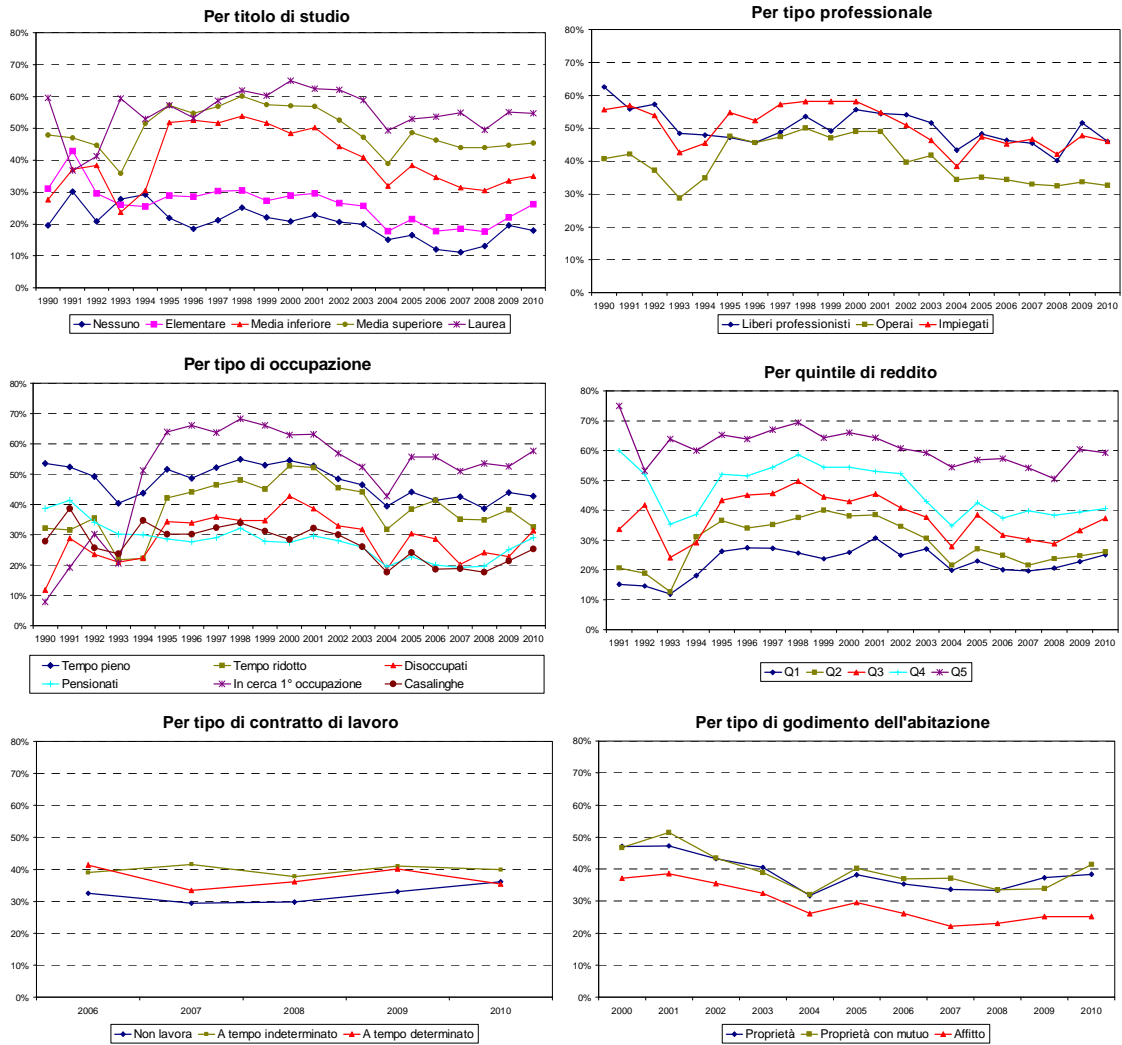 Per titolo di studio
80%
70%
60%
50%
40%
30%
20%
10%
0%
1990 1991 1992 1993 1994 1995 1996 1997 1998 1999 2000 2001 2002 2003 2004 2005 2006 2007 2008 2009 2010
Nessuno Elementare Media inferiore Media superiore Laurea
Per tipo professionale
80%
70%
60%
50%
40%
30%
20%
10%
0%
1990 1991 1992 1993 1994 1995 1996 1997 1998 1999 2000 2001 2002 2003 2004 2005 2006 2007 2008 2009 2010
Liberi professionisti Operai Impiegati
Per tipo di occupazione
80%
70%
60%
50%
40%
30%
20%
10%
0%
1990 1991 1992 1993 1994 1995 1996 1997 1998 1999 2000 2001 2002 2003 2004 2005 2006 2007 2008 2009 2010
Tempo pieno Tempo ridotto Disoccupati
Pensionati In cerca 1° occupazione Casalinghe
Per quintile di reddito
80%
70%
60%
50%
40%
30%
20%
10%
0%
1991 1992 1993 1994 1995 1996 1997 1998 1999 2000 2001 2002 2003 2004 2005 2006 2007 2008 2009 2010
Q1 Q2 Q3 Q4 Q5
Per tipo di contratto di lavoro
80%
70%
60%
50%
40%
30%
20%
10%
0%
2006 2007 2008 2009 2010
Non lavora A tempo indeterminato A tempo determinato
Per tipo di godimento dell'abitazione
80%
70%
60%
50%
40%
30%
20%
10%
0%
2000 2001 2002 2003 2004 2005 2006 2007 2008 2009 2010
Proprietà Proprietà con mutuo Affitto